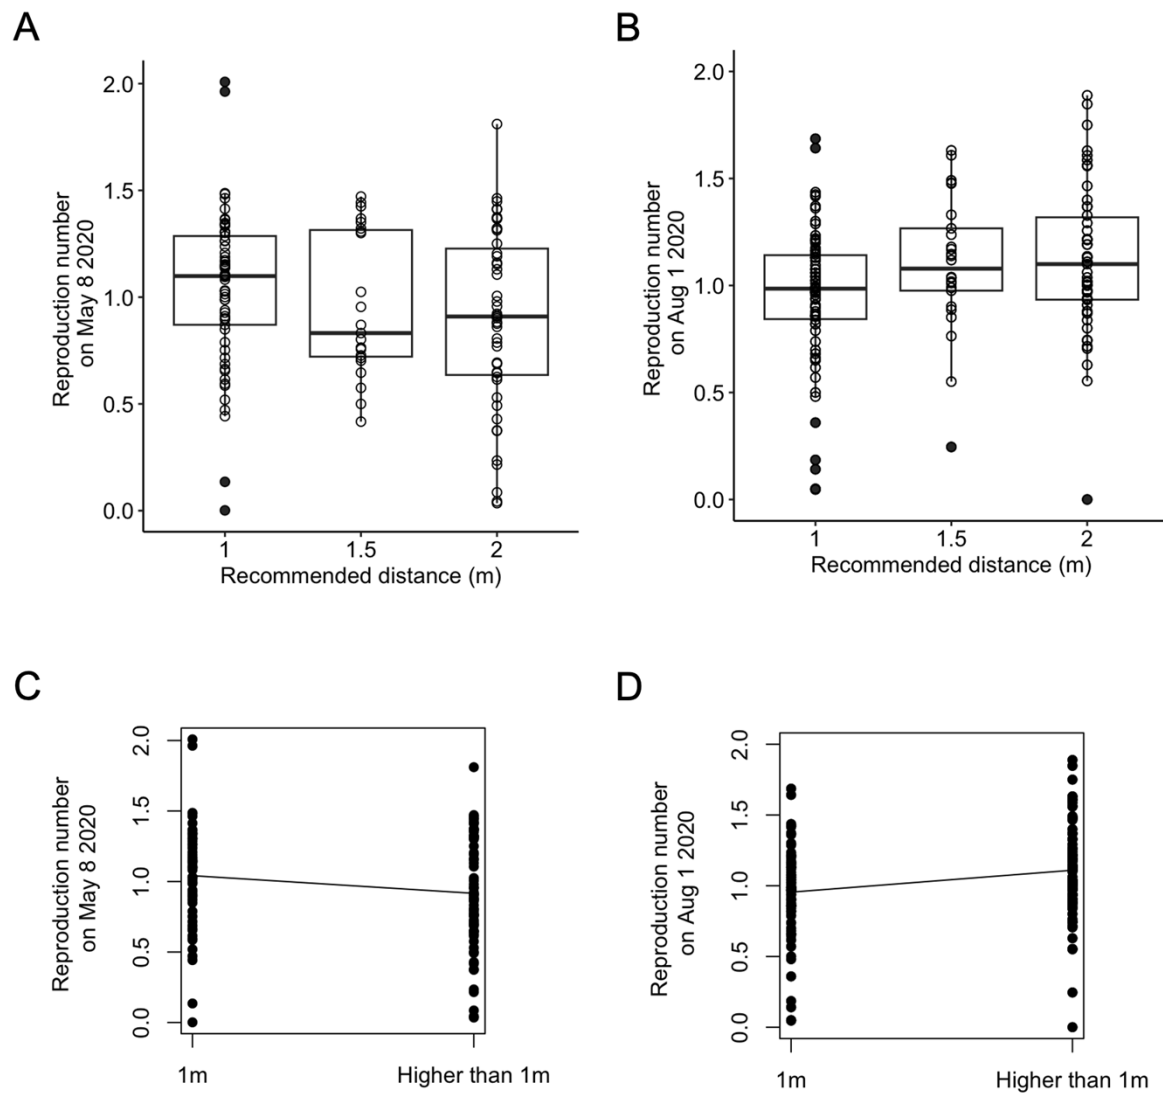 A
B
Reproduction number
on May 8 2020
2.0
1.5
1.0
0.5
0.0
1
1.5
2
Recommended distance (m)
Reproduction number
on Aug 1 2020
2.0
1.5
1.0
0.5
0.0
1
1.5
2
Recommended distance (m)
C
D
Reproduction number
on May 8 2020
2.0
1.5
1.0
0.5
0.0
1m
Higher than 1m
Reproduction number
on Aug 1 2020
2.0
1.5
1.0
0.5
0.0
1m
Higher than 1m